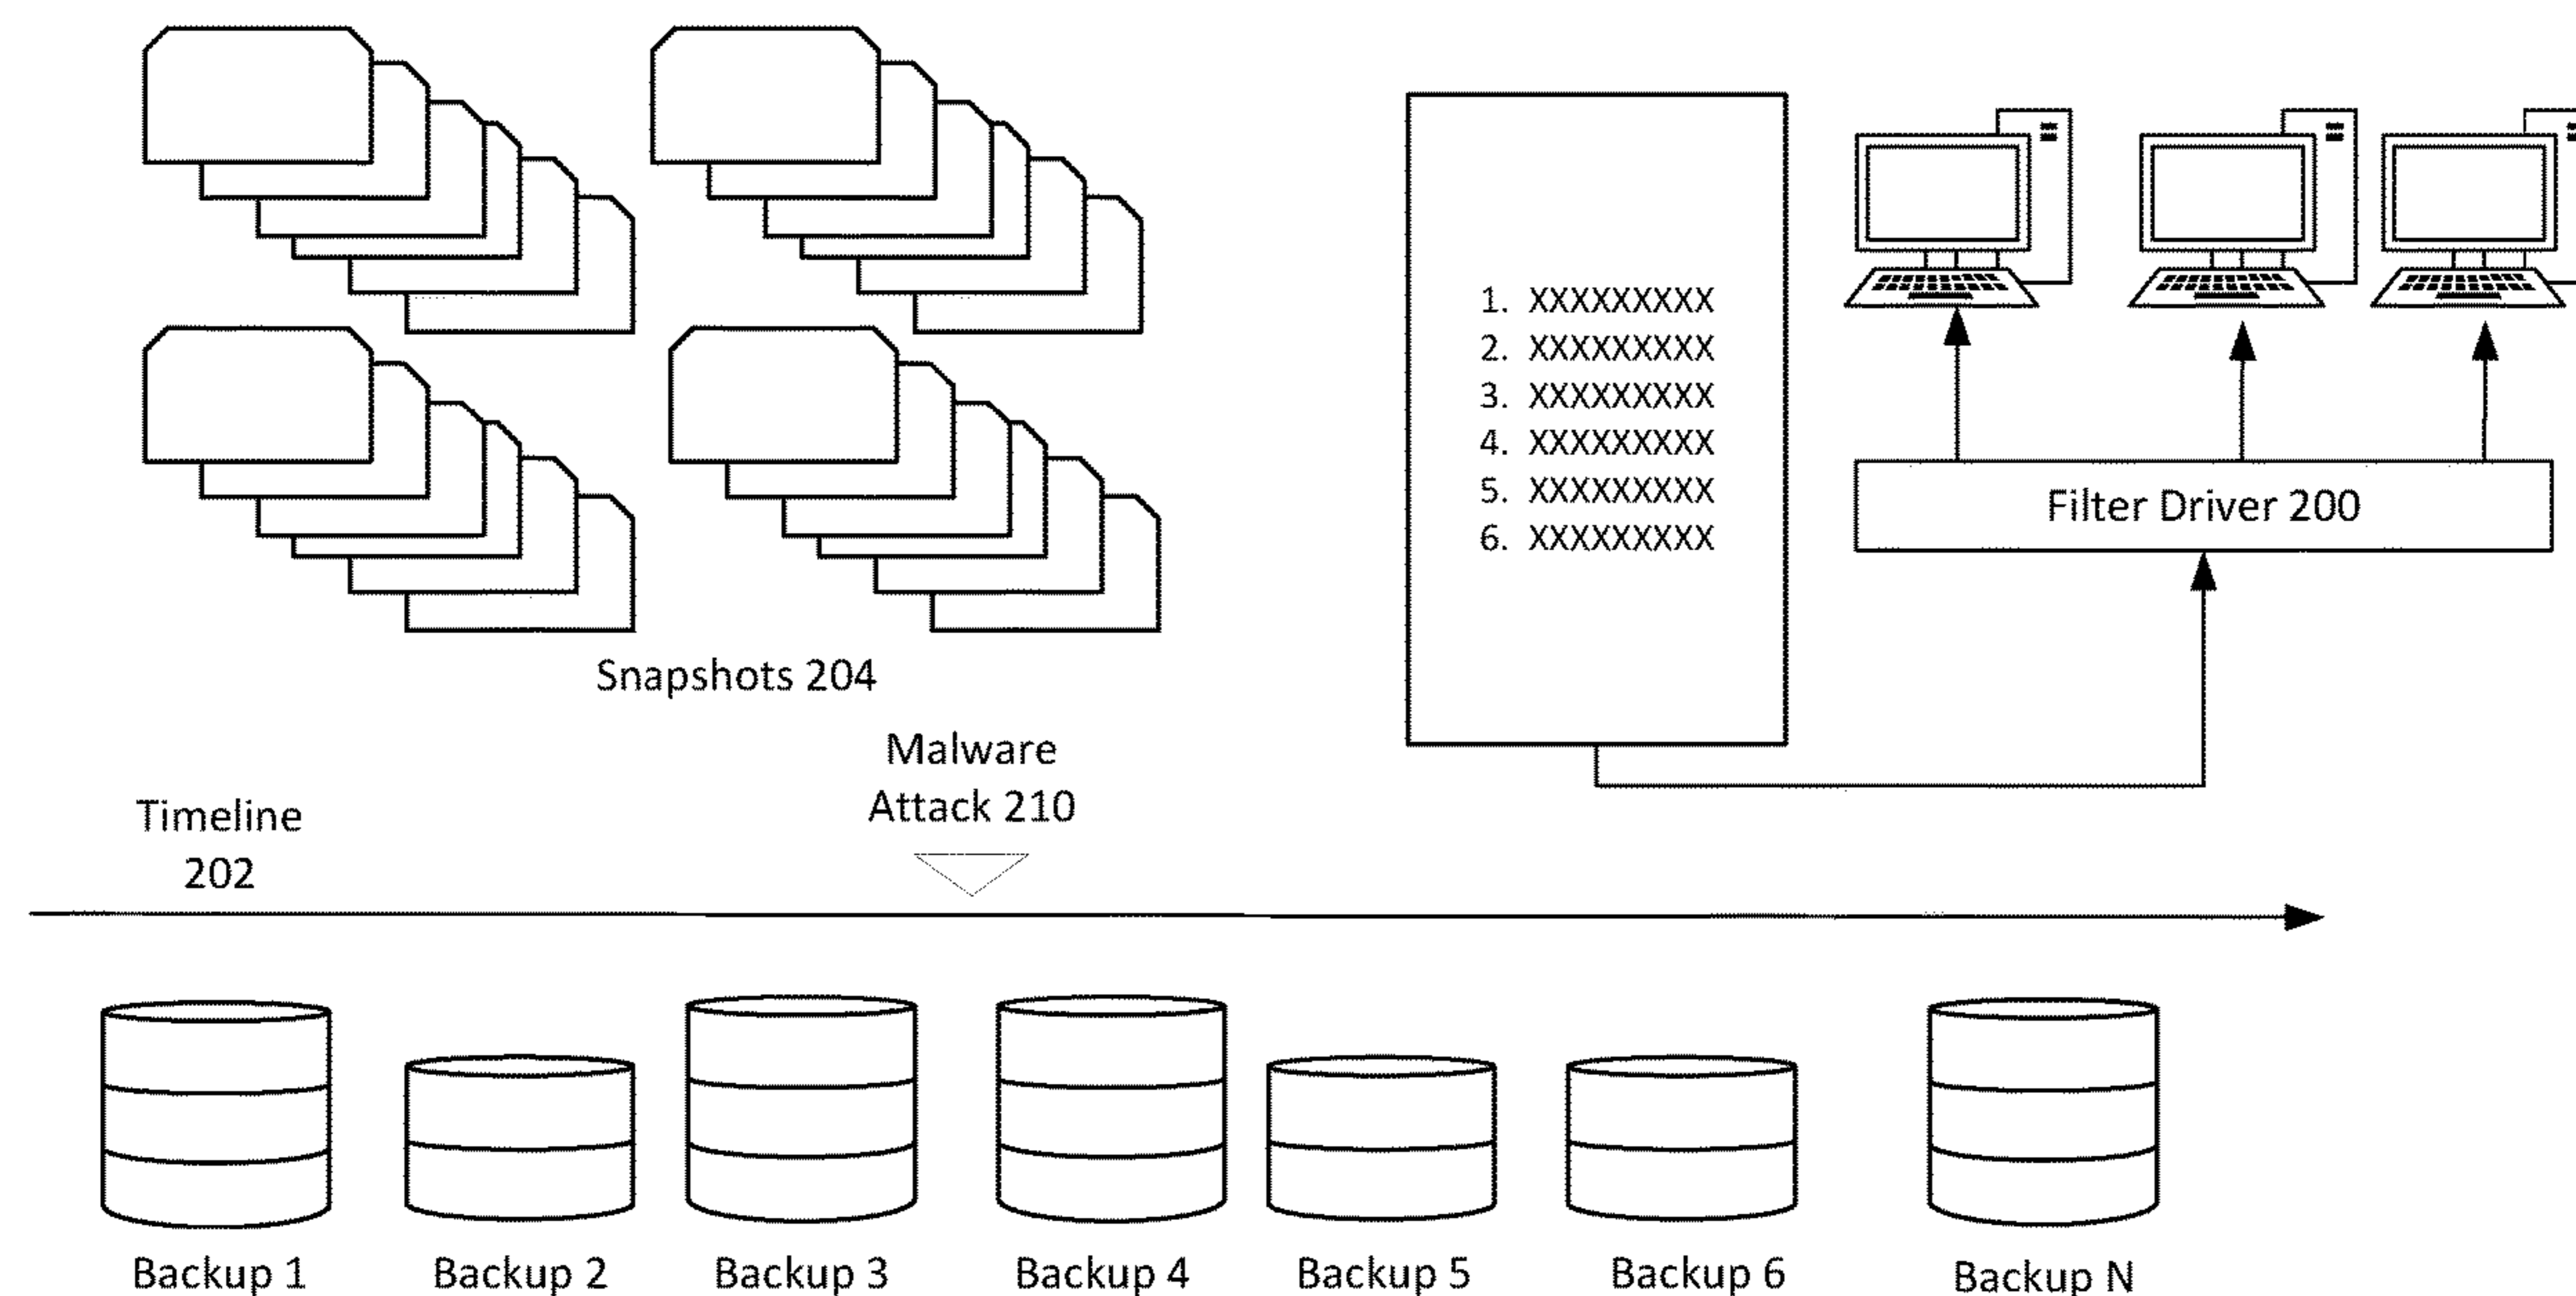 1. XXXXXXXXX
2. XXXXXXXXX
3. XXXXXXXXX
4. XXXXXXXXX
5. XXXXXXXXX
6. XXXXXXXXX
Filter Driver 200
Snapshots 204
Malware
Attack 210
Timeline
202
Backup 1
Backup 2
Backup 3
Backup 4
Backup 5
Backup 6
Backup N